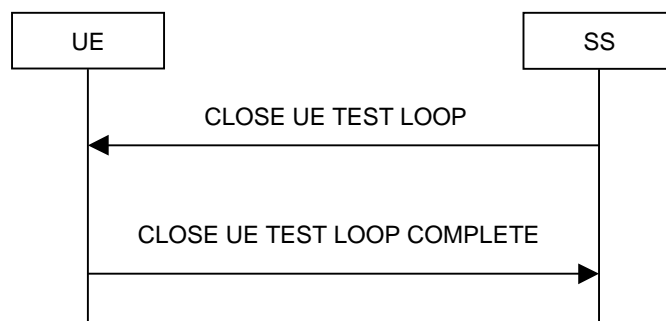 UE
SS
CLOSE UE TEST LOOP
CLOSE UE TEST LOOP COMPLETE